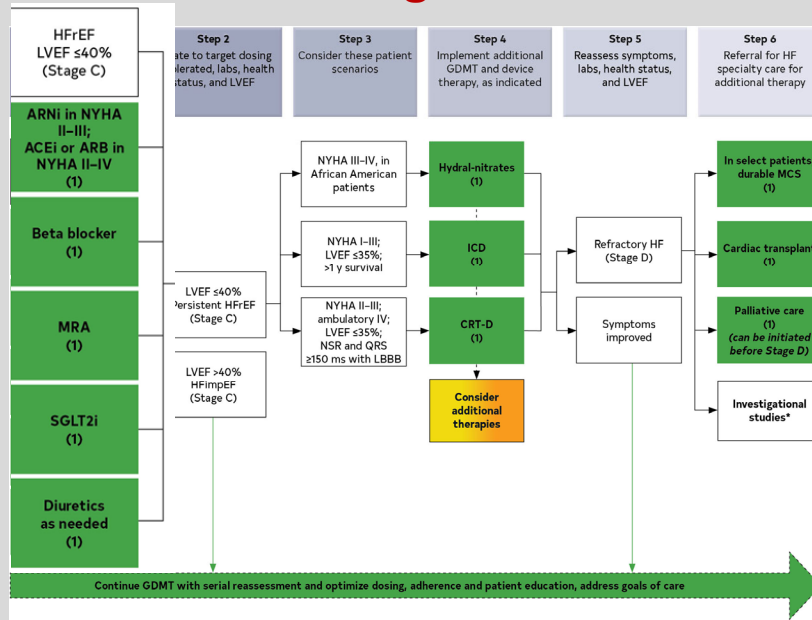 HFrEF
LVEF ≤40%
(Stage C)
ARNi in NYHA
II–III;
ACEi or ARB in
NYHA II–IV
(1)
Beta blocker
(1)
MRA
(1)
SGLT2i
(1)
Diuretics
as needed
(1)
Step 2
ate to target dosing
olerated, labs, health
status, and LVEF
LVEF ≤40%
Persistent HFrEF
(Stage C)
LVEF >40%
HFimpEF
(Stage C)
Step 3
Consider these patient
scenarios
NYHA III–IV, in
African American
patients
NYHA I–III;
LVEF ≤35%;
>1 y survival
NYHA II–III;
ambulatory IV;
LVEF ≤35%;
NSR and QRS
≥150 ms with LBBB
Step 4
Implement additional
GDMT and device
therapy, as indicated
Hydral-nitrates
(1)
ICD
(1)
CRT-D
(1)
Consider
additional
therapies
Step 5
Reassess symptoms,
labs, health status,
and LVEF
Refractory HF
(Stage D)
Symptoms
improved
Step 6
Referral for HF
specialty care for
additional therapy
In select patients,
durable MCS
(1)
Cardiac transplant
(1)
Palliative care
(1)
(can be initiated
before Stage D)
Investigational
studies*
Continue GDMT with serial reassessment and optimize dosing, adherence and patient education, address goals of care